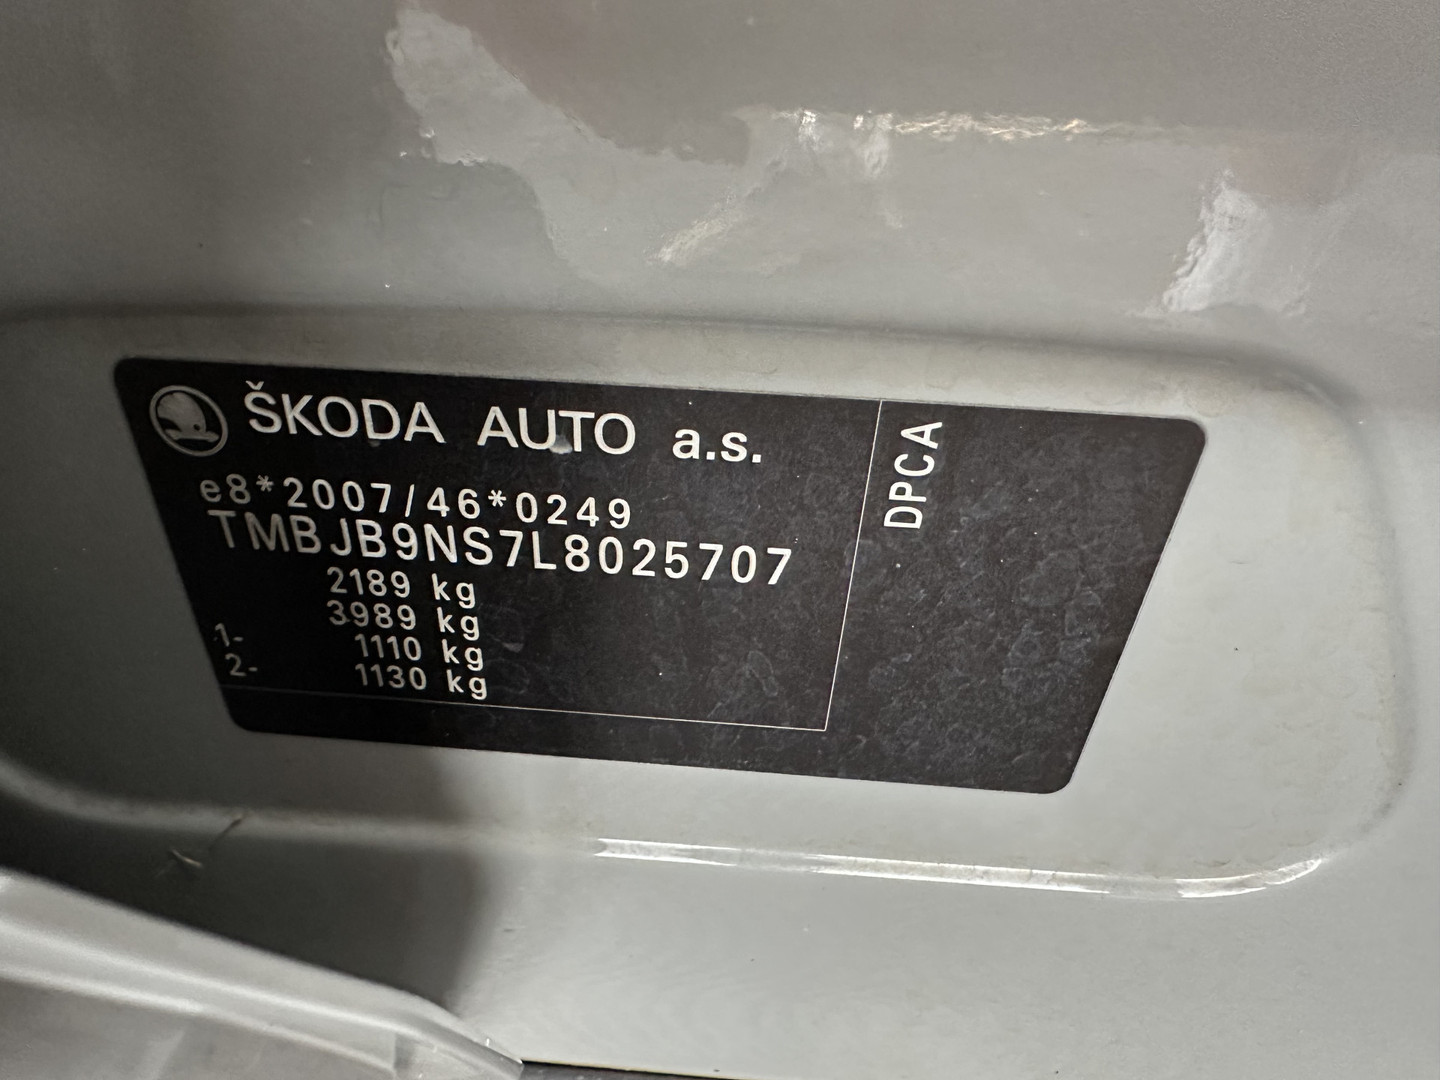 ŠKODA AUTO a.s.
e8*2007/46*0249
TMBJB9NS7L8025707
2189 kg
3989 kg
1- 1110 kg
2- 1130 kg
DPCA